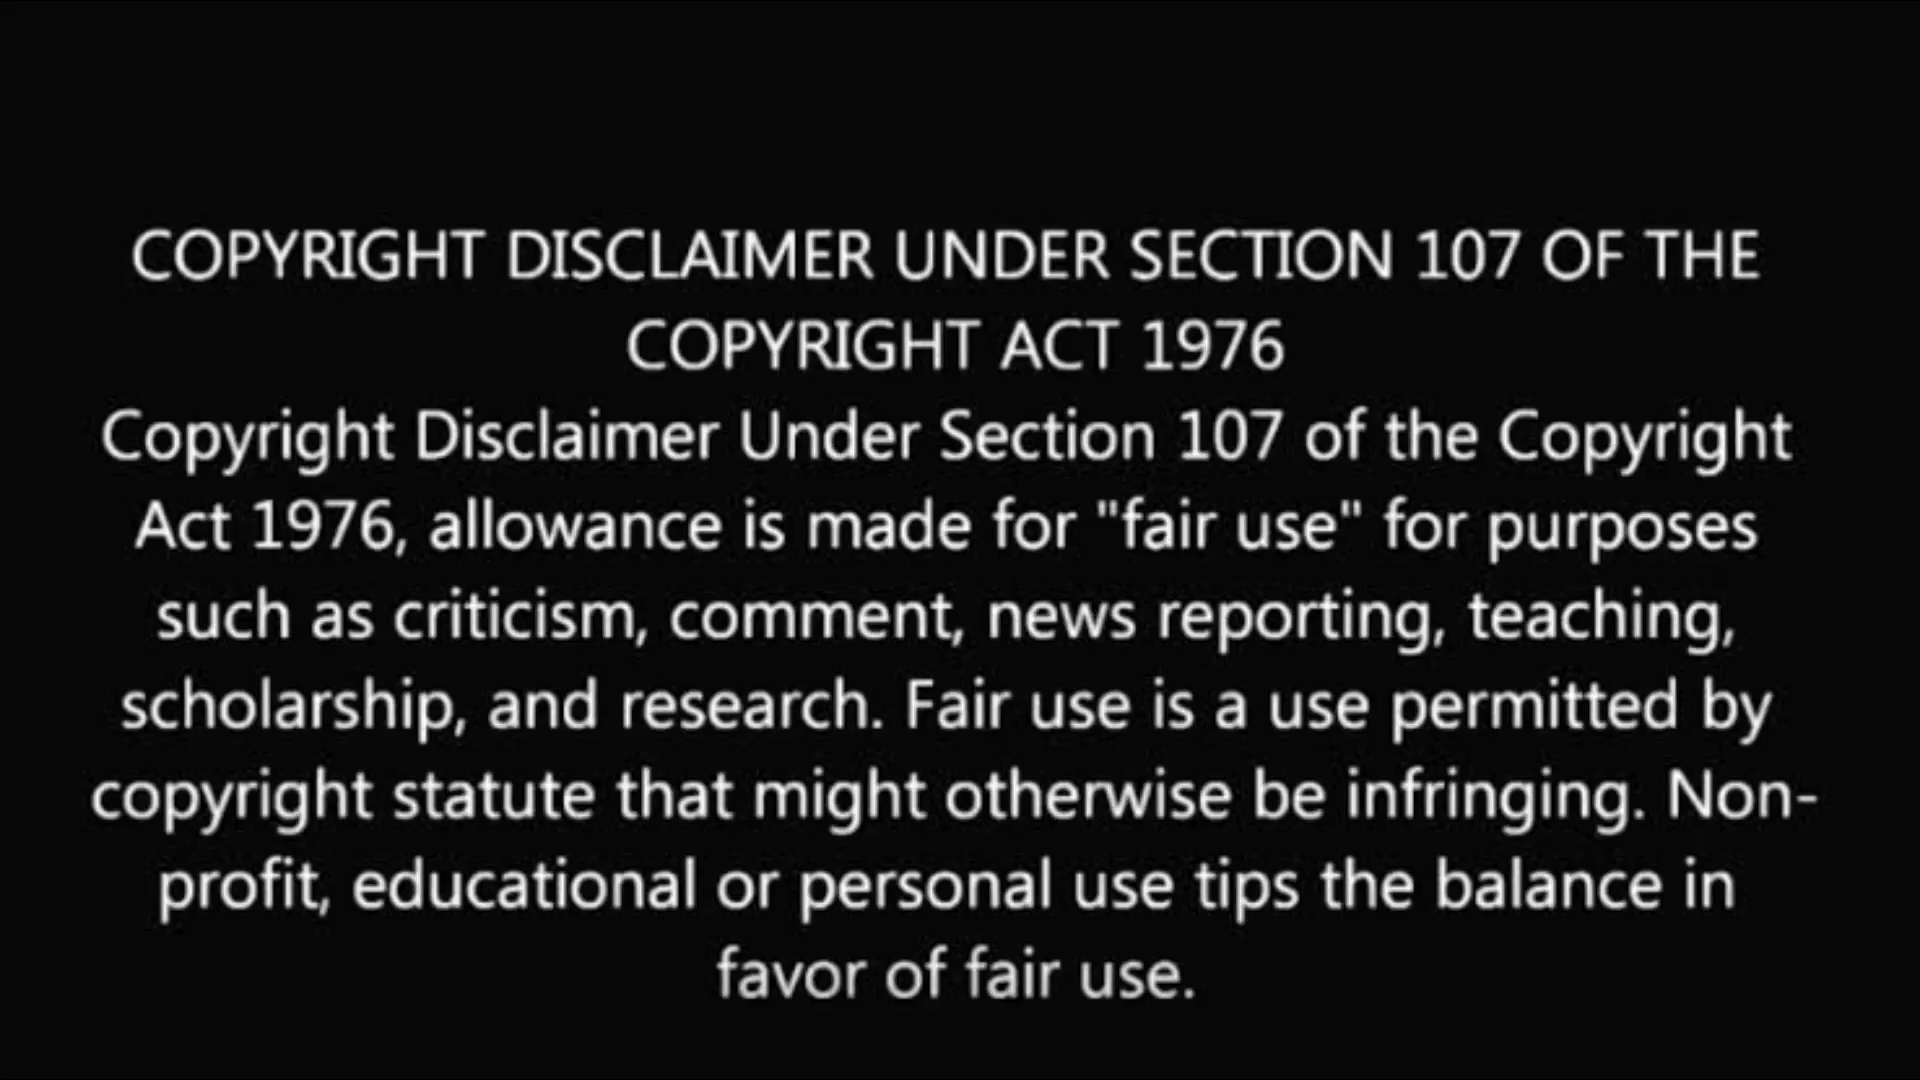 COPYRIGHT DISCLAIMER UNDER SECTION 107 OF THE
COPYRIGHT ACT 1976
Copyright Disclaimer Under Section 107 of the Copyright
Act 1976, allowance is made for "fair use" for purposes
such as criticism, comment, news reporting, teaching,
scholarship, and research. Fair use is a use permitted by
copyright statute that might otherwise be infringing. Non-
profit, educational or personal use tips the balance in
favor of fair use.